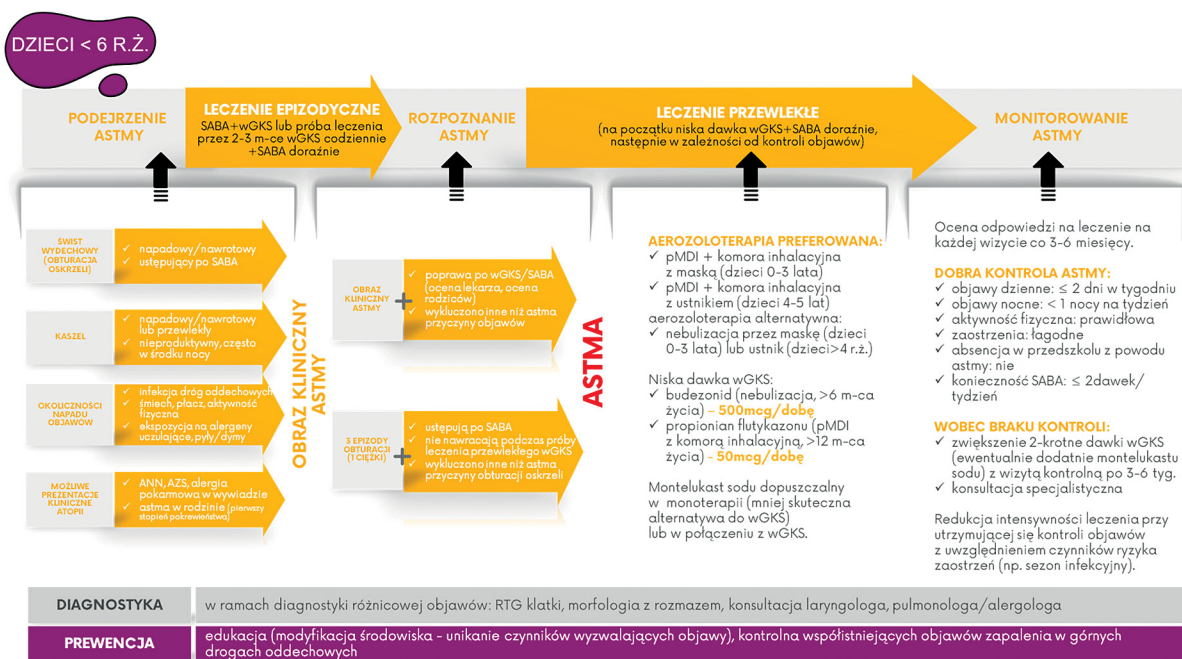 DZIECI < 6 R.Ż.
PODEJRZENIE
ASTMY
LECZENIE EPIZODYCZNE
SABA+wGKS lub próba leczenia
przez 2-3 m-ce wGKS codziennie
+SABA doraźnie
ROZPOZNANIE
ASTMY
LECZENIE PRZEWLEKŁE
(na początku niska dawka wGKS+SABA doraźnie,
następnie w zależności od kontroli objawów)
MONITOROWANIE
ASTMY
ŚWIST
WYDECHOWY
(OBTURACJA
OSKRZELI)
✓ napadowy/nawrotowy
✓ ustępujący po SABA
KASZEL
✓ napadowy/nawrotowy
lub przewlekły
✓ nieproduktywny, często
w środku nocy
OKOLICZNOŚCI
NAPADU
OBJAWÓW
✓ infekcja dróg oddechowych
✓ śmiech, płacz, aktywność
fizyczna
✓ ekspozycja na alergeny
uczulające, pyły/dymy
MOŻLIWE
PREZENTACJE
KLINICZNE
ATOPII
✓ ANN, AZS, alergia
pokarmowa w wywiadzie
✓ astma w rodzinie (pierwszy
stopień pokrewieństwa)
OBRAZ KLINICZNY
ASTMY
OBRAZ
KLINICZNY
ASTMY
+
✓ poprawa po wGKS/SABA
(ocena lekarza, ocena
rodziców)
✓ wykluczono inne niż astma
przyczyny objawów
3 EPIZODY
OBTURACJI
(1 CIĘŻKI)
+
✓ ustępują po SABA
✓ nie nawracają podczas próby
leczenia przewlekłego wGKS
✓ wykluczono inne niż astma
przyczyny obturacji oskrzeli
ASTMA
AEROZOLOTERAPIA PREFEROWANA:
✓ pMDI + komora inhalacyjna
z maską (dzieci 0-3 lata)
✓ pMDI + komora inhalacyjna
z ustnikiem (dzieci 4-5 lat)
aerozoloterapia alternatywna:
✓ nebulizacja przez maskę (dzieci
0-3 lata) lub ustnik (dzieci>4 r.ż.)
Niska dawka wGKS:
✓ budezonid (nebulizacja, >6 m-ca
życia) – 500mcg/dobę
✓ propionian flutykazonu (pMDI
z komorą inhalacyjną, >12 m-ca
życia) – 50mcg/dobę
Montelukast sodu dopuszczalny
w monoterapii (mniej skuteczna
alternatywa do wGKS)
lub w połączeniu z wGKS.
Ocena odpowiedzi na leczenie na
każdej wizycie co 3-6 miesięcy.
DOBRA KONTROLA ASTMY:
✓ objawy dzienne: ≤ 2 dni w tygodniu
✓ objawy nocne: < 1 nocy na tydzień
✓ aktywność fizyczna: prawidłowa
✓ zaostrzenia: łagodne
✓ absencja w przedszkolu z powodu
astmy: nie
✓ konieczność SABA: ≤ 2dawek/
tydzień
WOBEC BRAKU KONTROLI:
✓ zwiększenie 2-krotne dawki wGKS
(ewentualnie dodatnie montelukastu
sodu) z wizytą kontrolną po 3-6 tyg.
✓ konsultacja specjalistyczna
Redukcja intensywności leczenia przy
utrzymującej się kontroli objawów
z uwzględnieniem czynników ryzyka
zaostrzeń (np. sezon infekcyjny).
DIAGNOSTYKA
w ramach diagnostyki różnicowej objawów: RTG klatki, morfologia z rozmazem, konsultacja laryngologa, pulmonologa/alergologa
PREWENCJA
edukacja (modyfikacja środowiska - unikanie czynników wyzwalających objawy), kontrolna współistniejących objawów zapalenia w górnych
drogach oddechowych